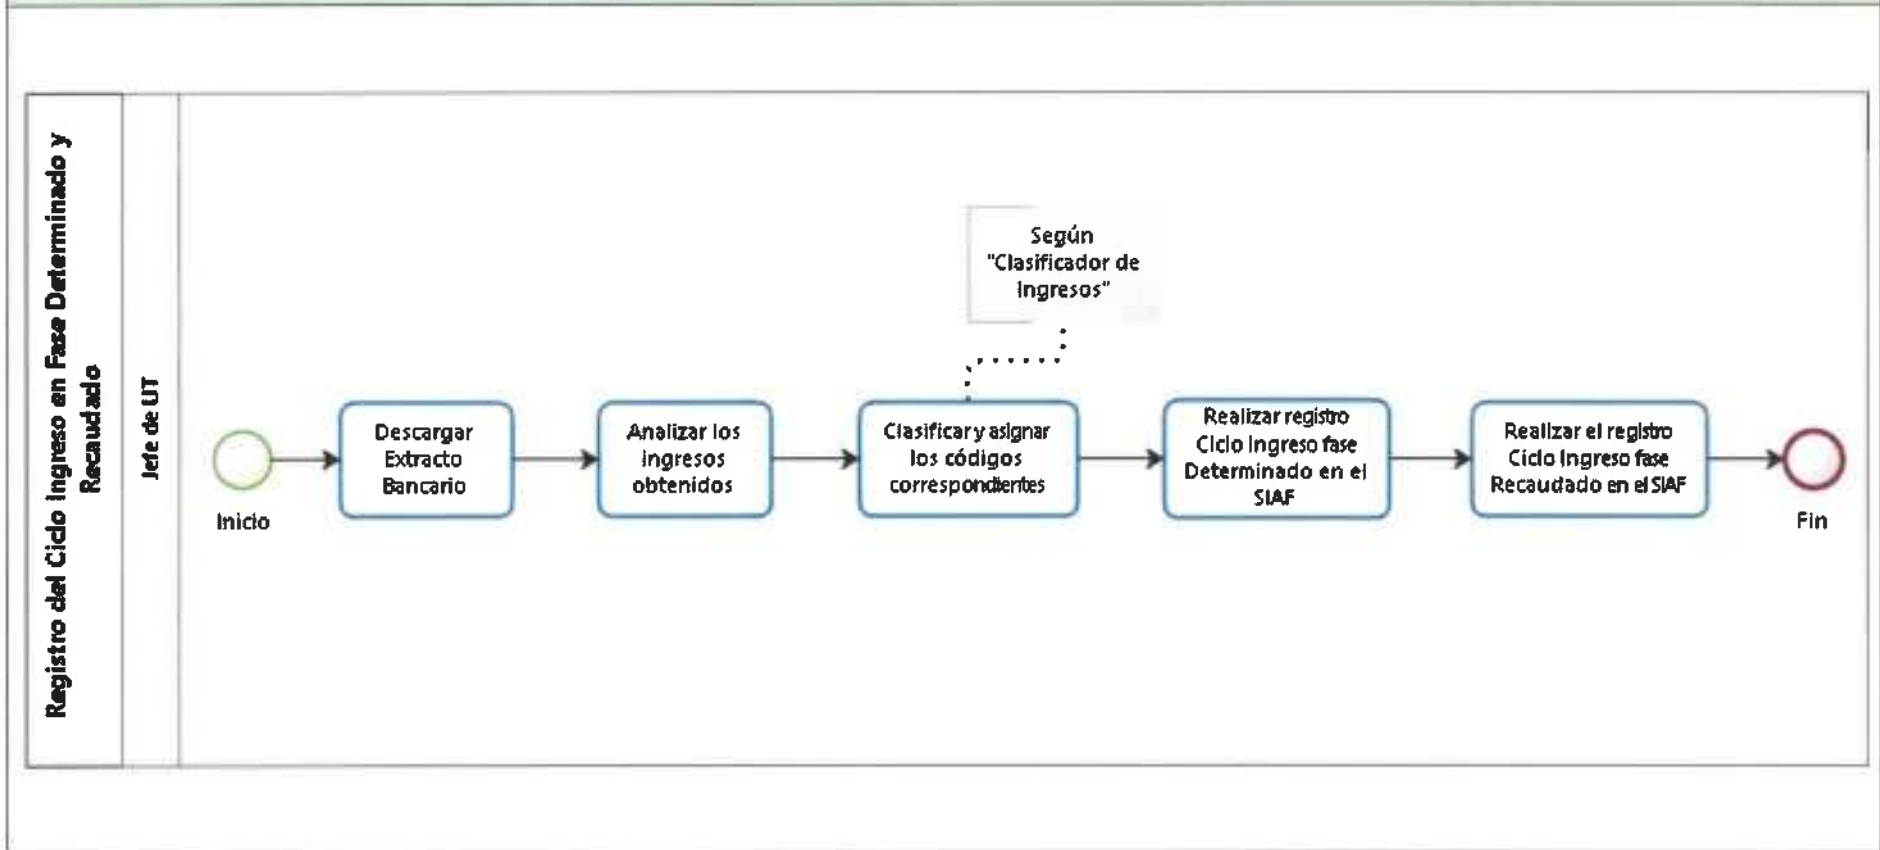 Registro del Ciclo Ingreso en Fase Determinado y
Recaudado
Jefe de UT
Según
"Clasificador de
Ingresos"
Inicio
Descargar
Extracto
Bancario
Analizar los
ingresos
obtenidos
Clasificar y asignar
los códigos
correspondientes
Realizar registro
Ciclo Ingreso fase
Determinado en el
SIAF
Realizar el registro
Ciclo Ingreso fase
Recaudado en el SIAF
Fin